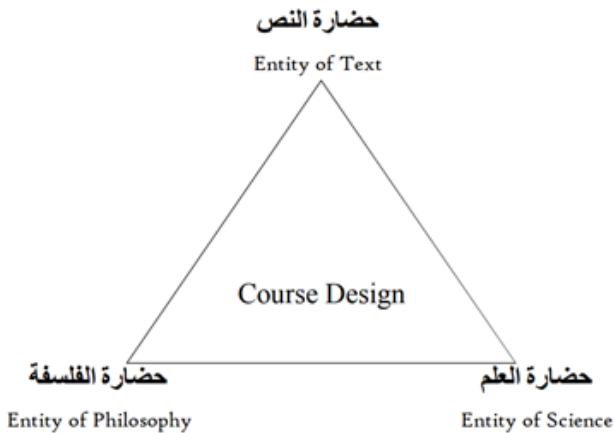 حضارة النص
Entity of Text
Course Design
حضارة الفلسفة
Entity of Philosophy
حضارة العلم
Entity of Science